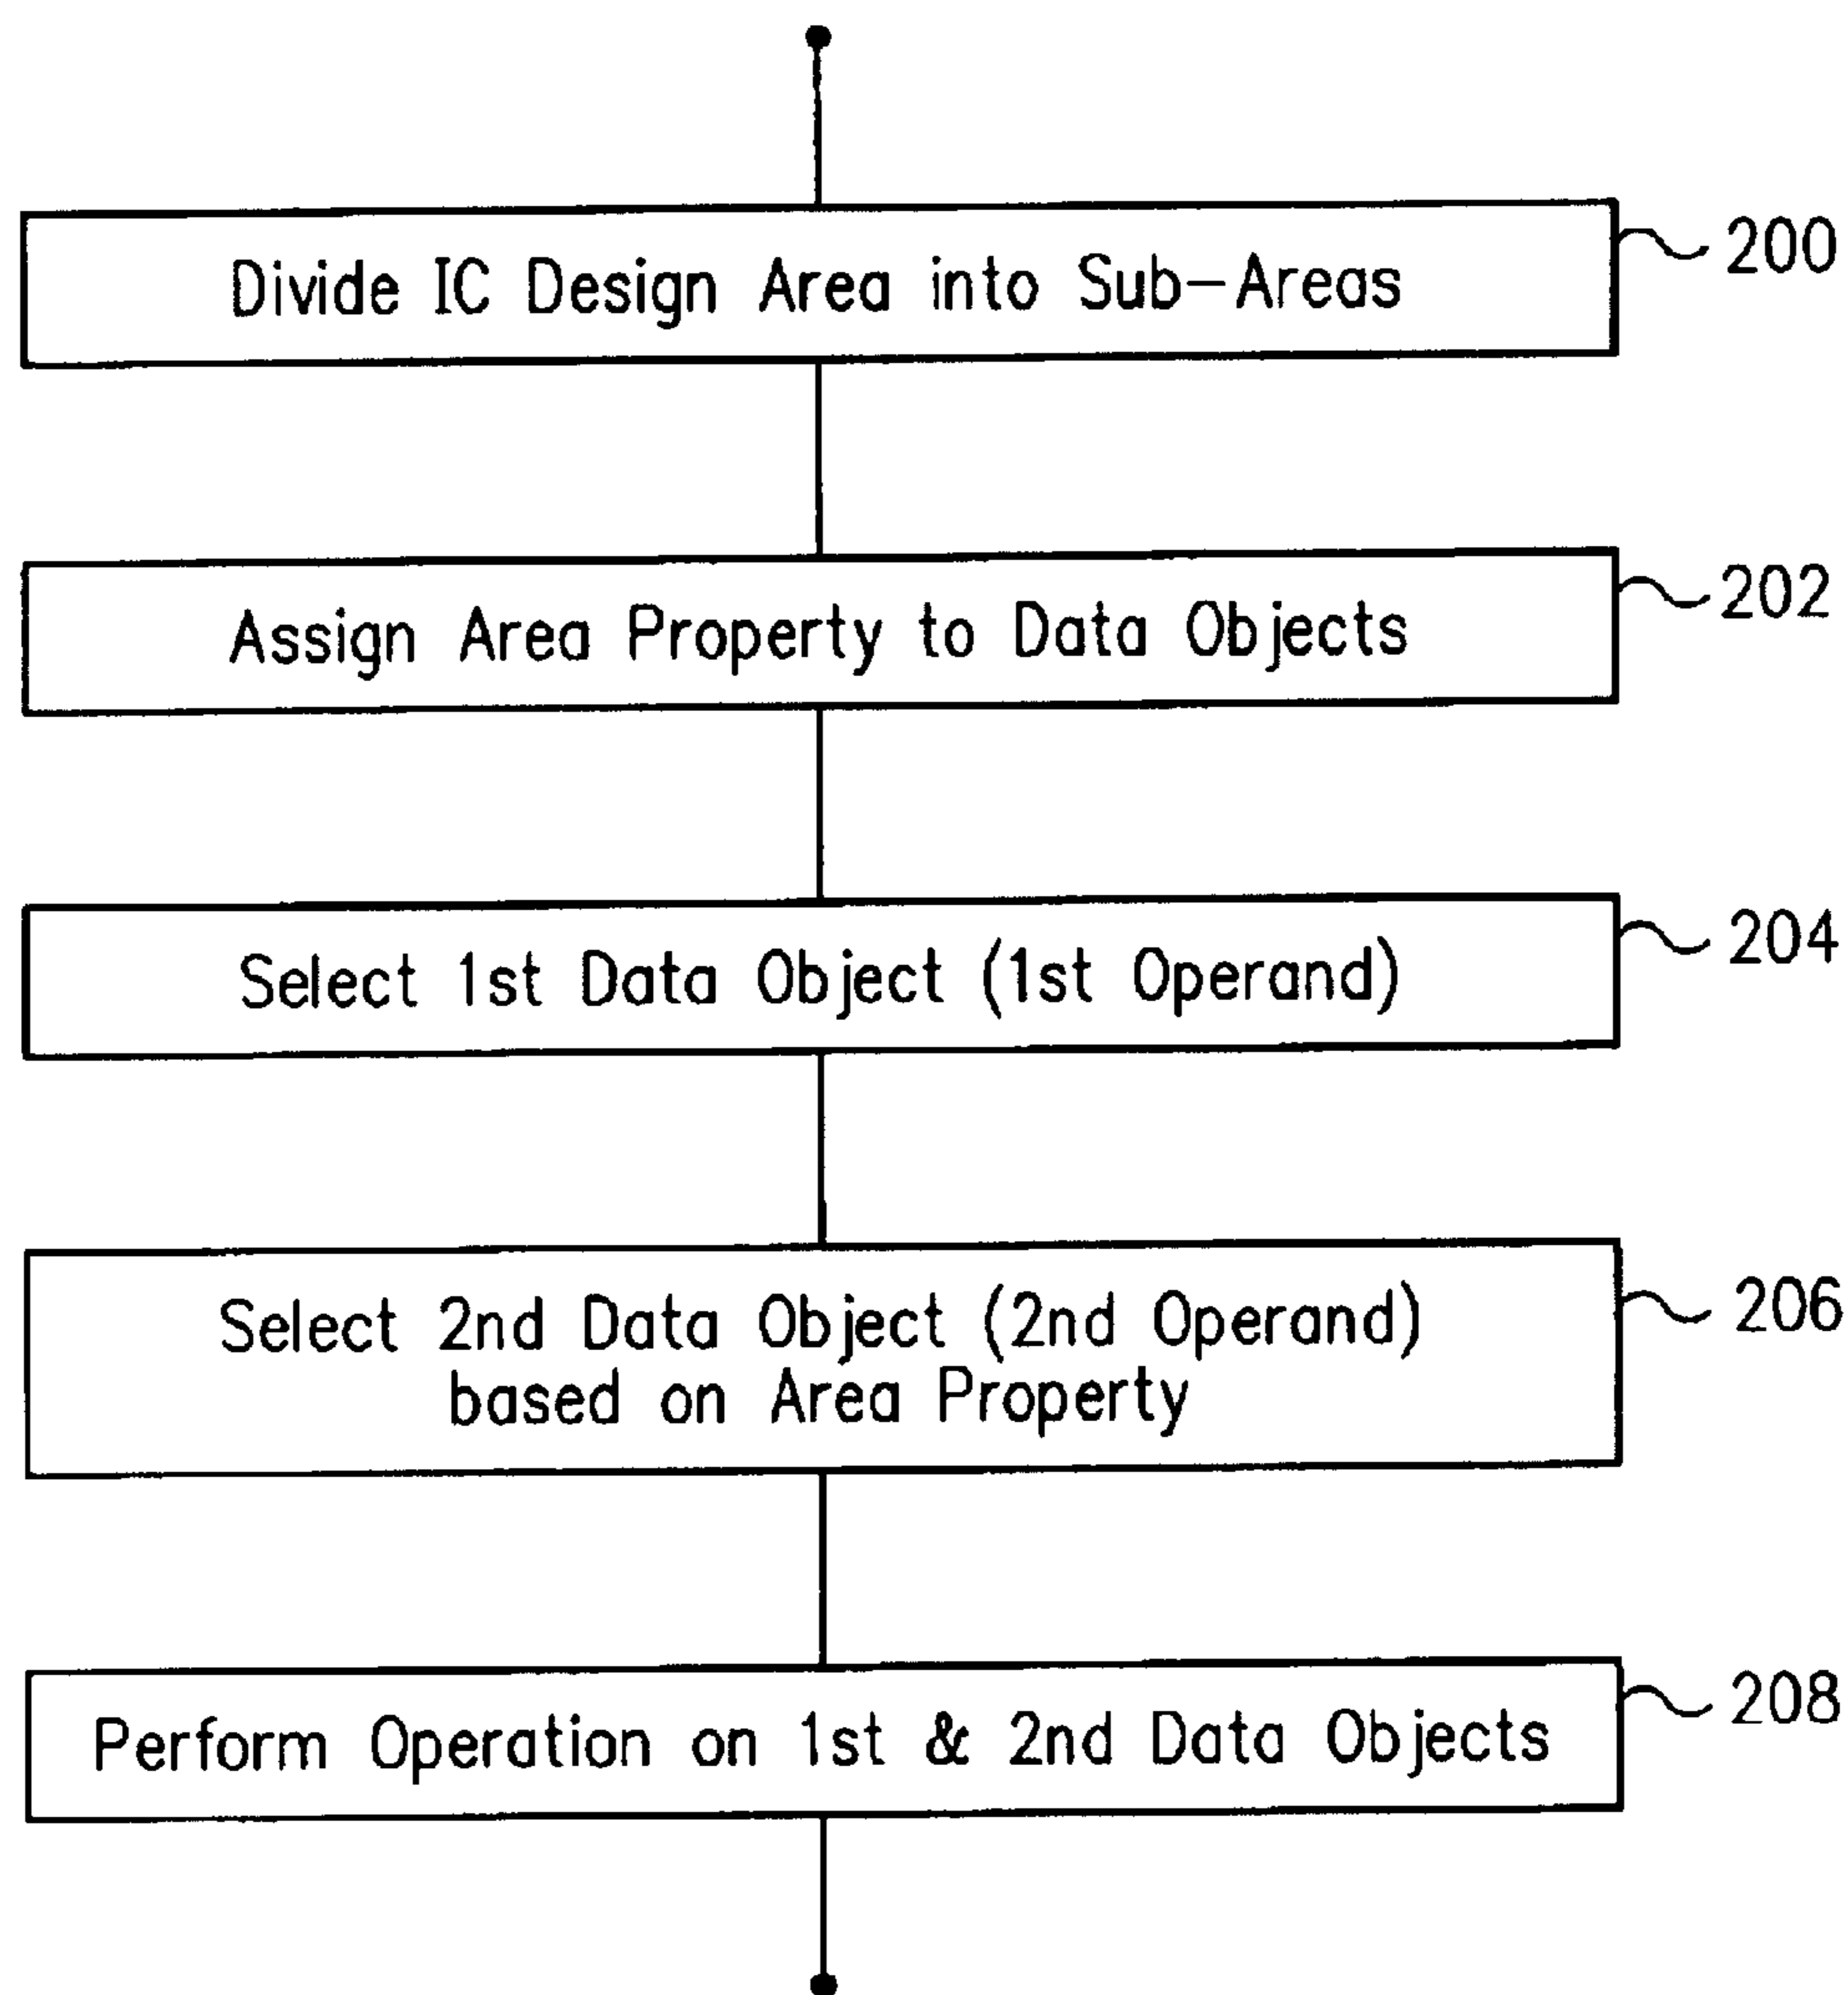 Divide IC Design Area into Sub-Areas
200
Assign Area Property to Data Objects
202
Select 1st Data Object (1st Operand)
204
Select 2nd Data Object (2nd Operand)
based on Area Property
206
Perform Operation on 1st & 2nd Data Objects
208